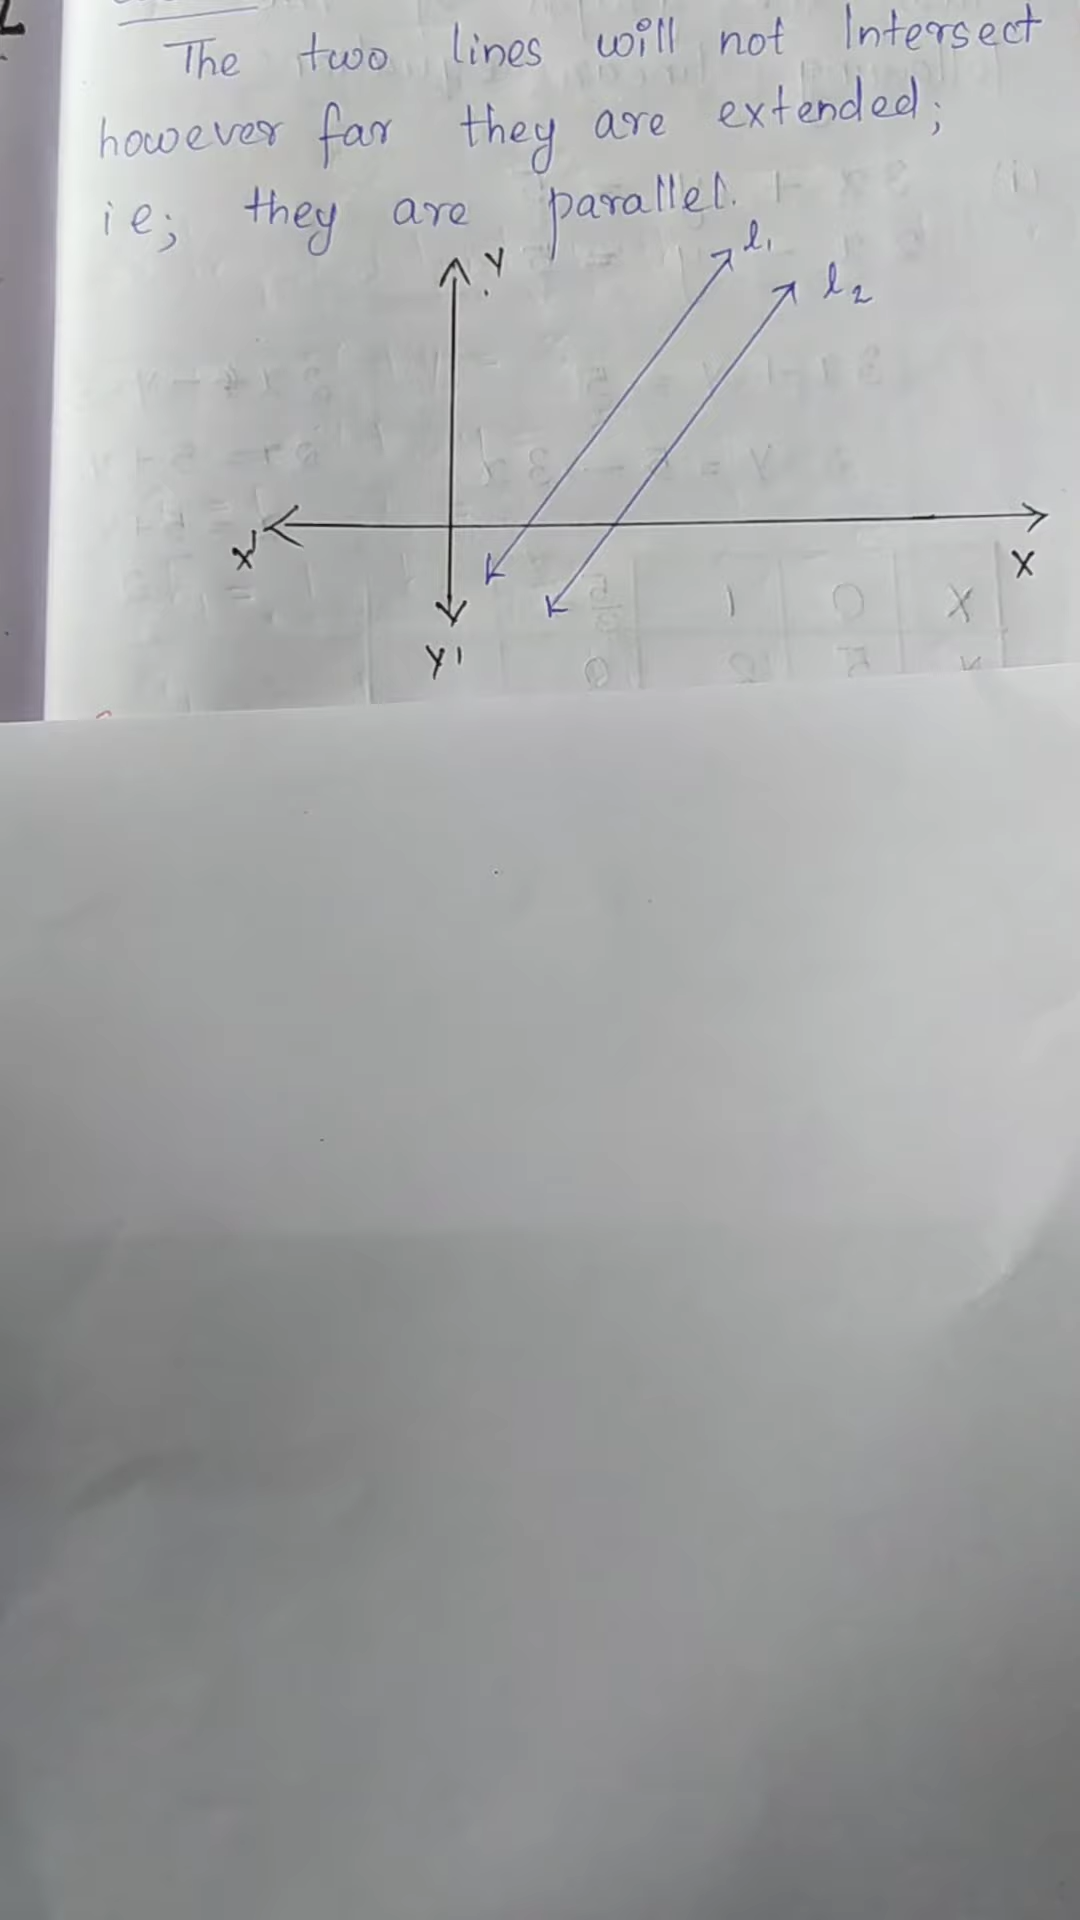 The two lines will not Intersect
however far they are extended;
ie; they are parallel.
l₁
Y
l₂
X'
X
Y'